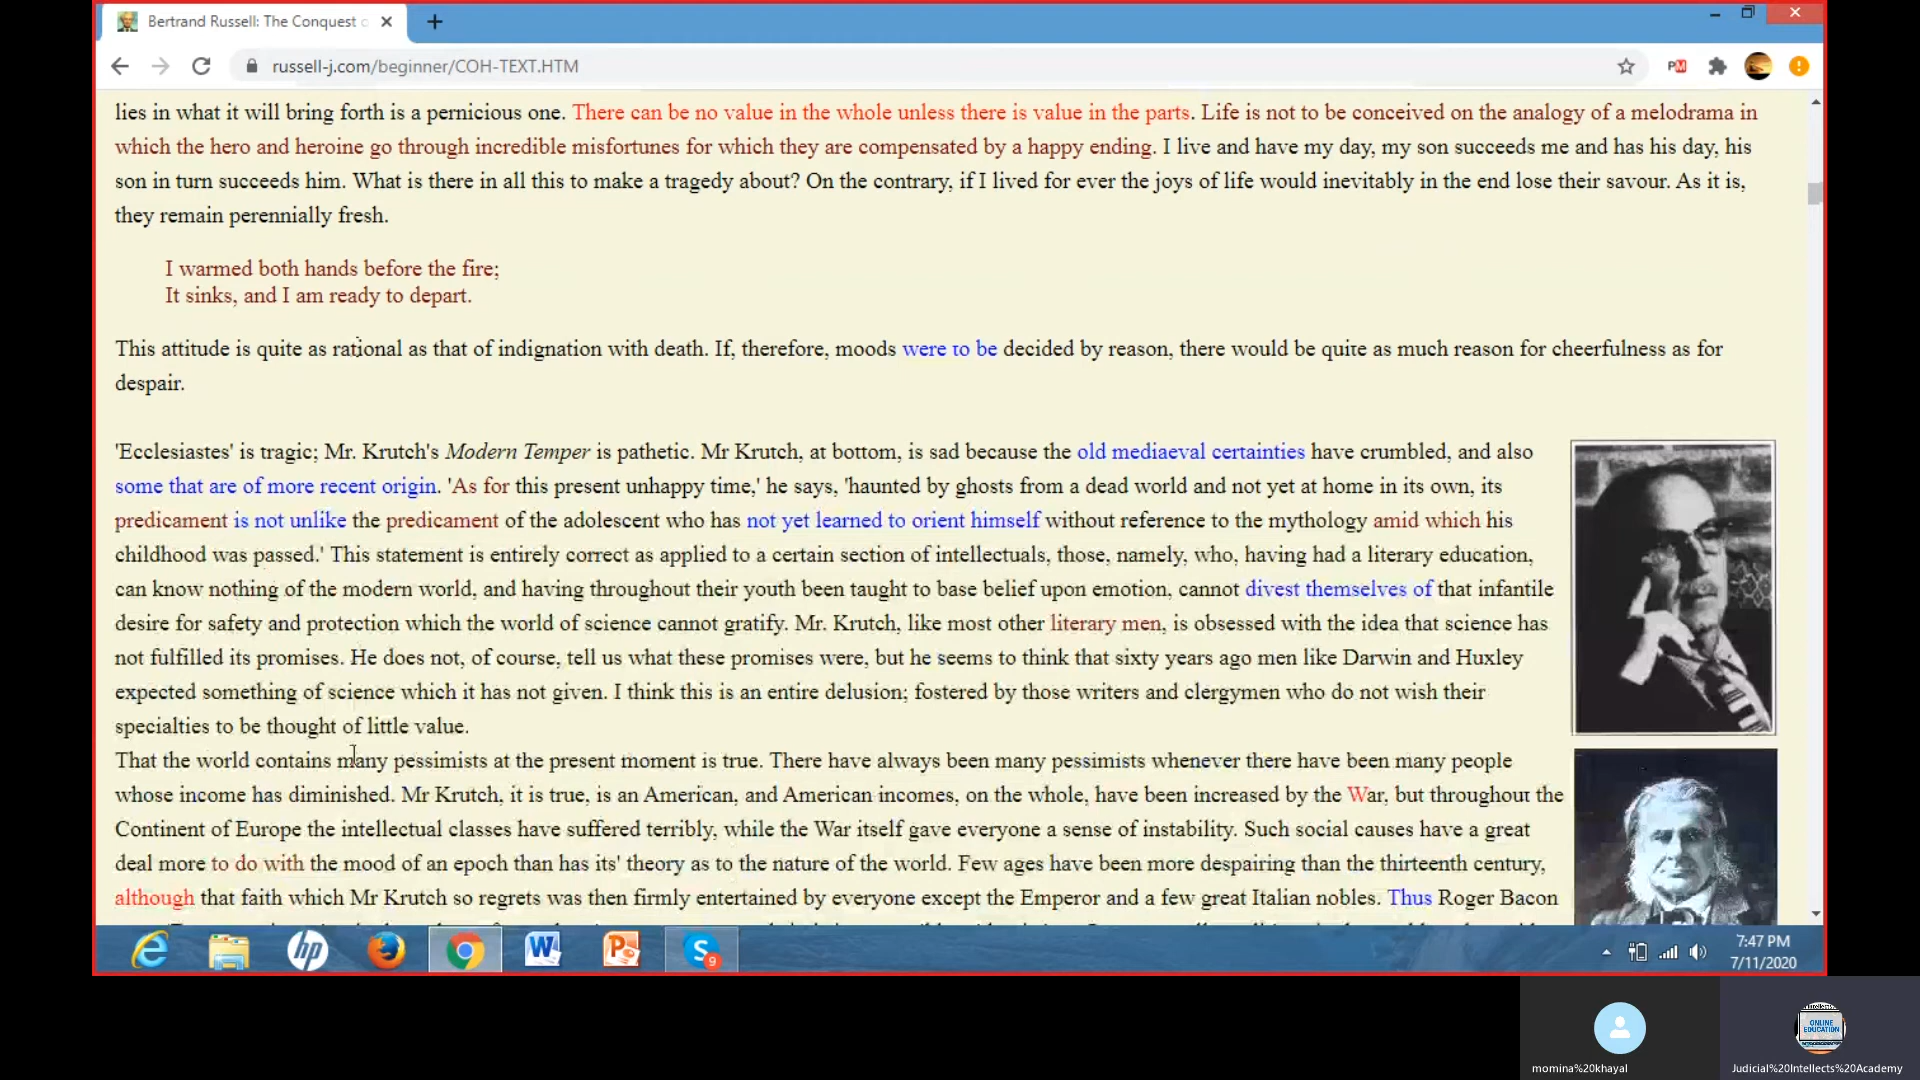 Bertrand Russell: The Conquest o
russell-j.com/beginner/COH-TEXT.HTM
PM
lies in what it will bring forth is a pernicious one. There can be no value in the whole unless there is value in the parts. Life is not to be conceived on the analogy of a melodrama in
which the hero and heroine go through incredible misfortunes for which they are compensated by a happy ending. I live and have my day, my son succeeds me and has his day, his
son in turn succeeds him. What is there in all this to make a tragedy about? On the contrary, if I lived for ever the joys of life would inevitably in the end lose their savour. As it is,
they remain perennially fresh.
I warmed both hands before the fire;
It sinks, and I am ready to depart.
This attitude is quite as rational as that of indignation with death. If, therefore, moods were to be decided by reason, there would be quite as much reason for cheerfulness as for
despair.
'Ecclesiastes' is tragic; Mr. Krutch's Modern Temper is pathetic. Mr Krutch, at bottom, is sad because the old mediaeval certainties have crumbled, and also
some that are of more recent origin. 'As for this present unhappy time,' he says, 'haunted by ghosts from a dead world and not yet at home in its own, its
predicament is not unlike the predicament of the adolescent who has not yet learned to orient himself without reference to the mythology amid which his
childhood was passed.' This statement is entirely correct as applied to a certain section of intellectuals, those, namely, who, having had a literary education,
can know nothing of the modern world, and having throughout their youth been taught to base belief upon emotion, cannot divest themselves of that infantile
desire for safety and protection which the world of science cannot gratify. Mr. Krutch, like most other literary men, is obsessed with the idea that science has
not fulfilled its promises. He does not, of course, tell us what these promises were, but he seems to think that sixty years ago men like Darwin and Huxley
expected something of science which it has not given. I think this is an entire delusion; fostered by those writers and clergymen who do not wish their
specialties to be thought of little value.
That the world contains many pessimists at the present moment is true. There have always been many pessimists whenever there have been many people
whose income has diminished. Mr Krutch, it is true, is an American, and American incomes, on the whole, have been increased by the War, but throughout the
Continent of Europe the intellectual classes have suffered terribly, while the War itself gave everyone a sense of instability. Such social causes have a great
deal more to do with the mood of an epoch than has its' theory as to the nature of the world. Few ages have been more despairing than the thirteenth century,
although that faith which Mr Krutch so regrets was then firmly entertained by everyone except the Emperor and a few great Italian nobles. Thus Roger Bacon
9
7:47 PM
7/11/2020
ONLINE
EDUCATION
momina%20khayal
Judicial%20Intellects%20Academy